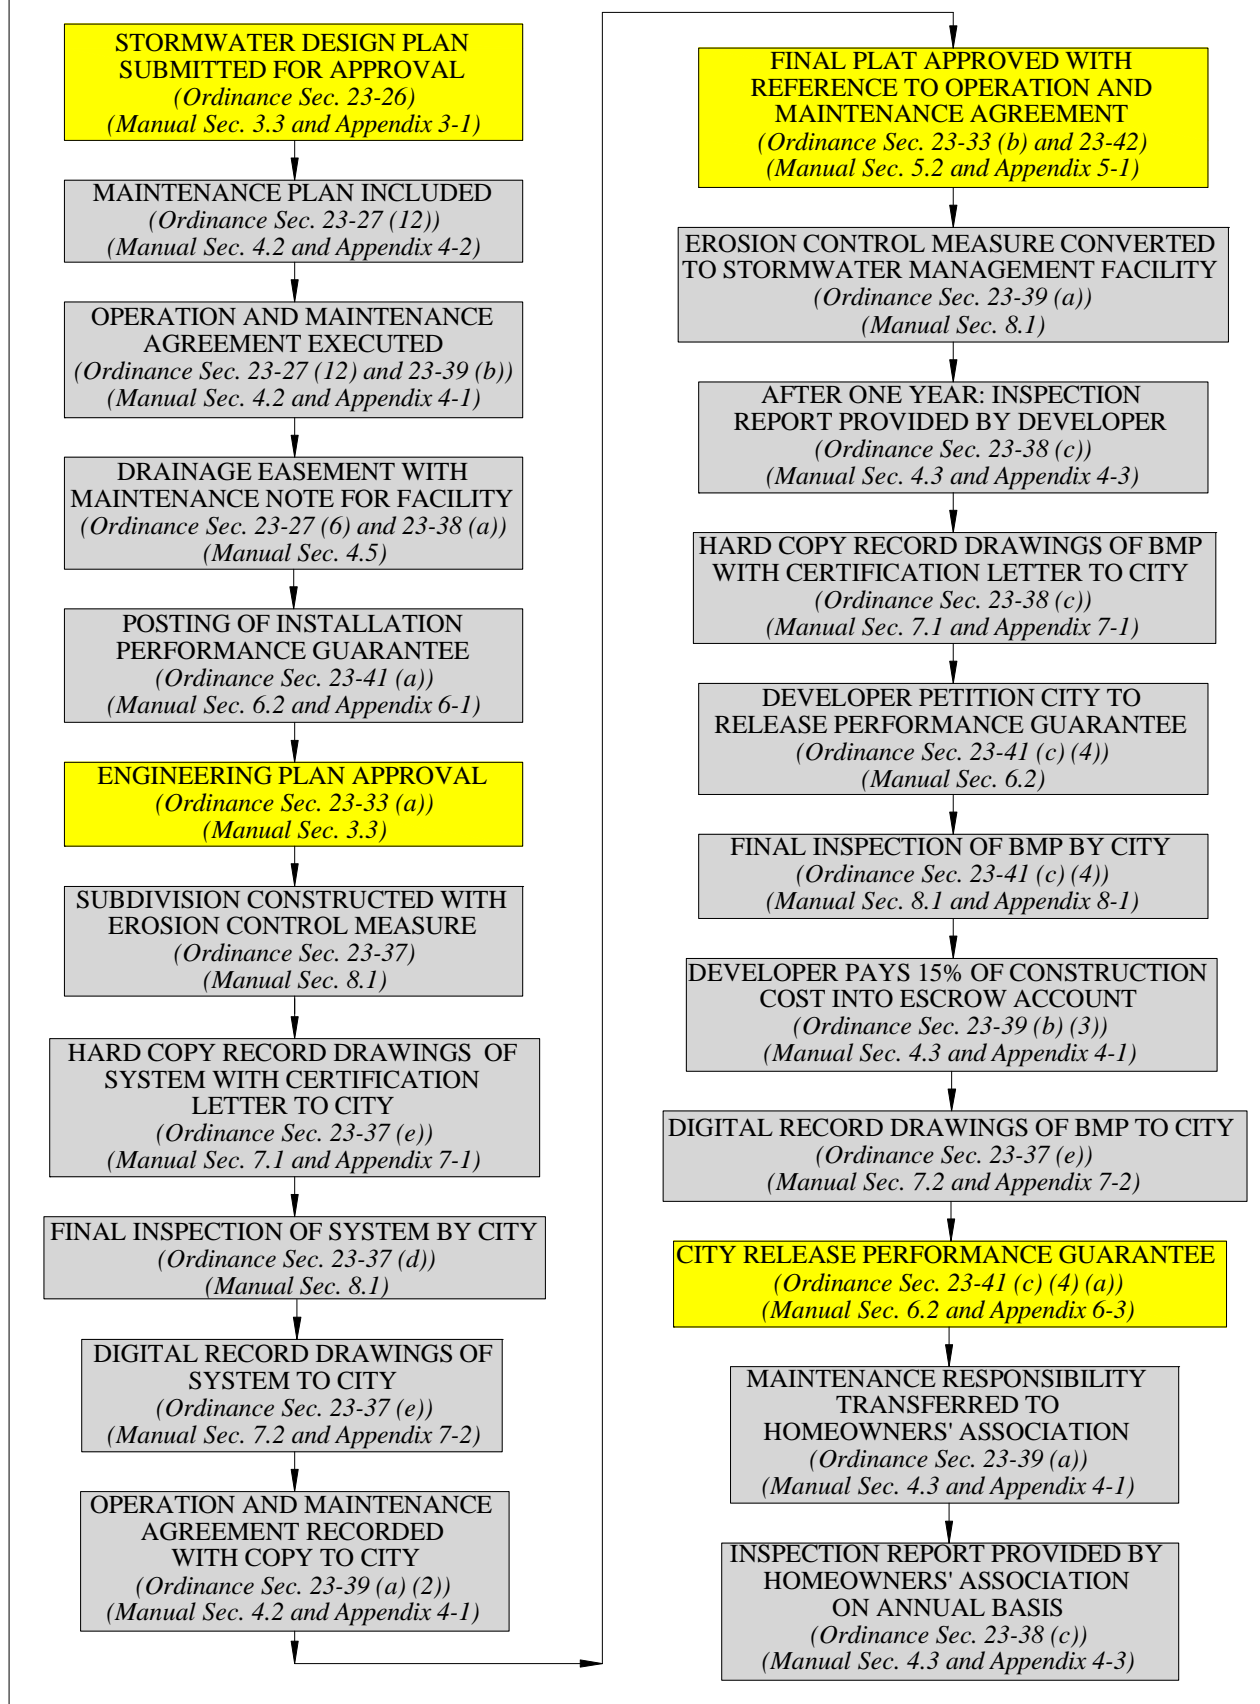 STORMWATER DESIGN PLAN
SUBMITTED FOR APPROVAL
(Ordinance Sec. 23-26)
(Manual Sec. 3.3 and Appendix 3-1)
MAINTENANCE PLAN INCLUDED
(Ordinance Sec. 23-27 (12))
(Manual Sec. 4.2 and Appendix 4-2)
OPERATION AND MAINTENANCE
AGREEMENT EXECUTED
(Ordinance Sec. 23-27 (12) and 23-39 (b))
(Manual Sec. 4.2 and Appendix 4-1)
DRAINAGE EASEMENT WITH
MAINTENANCE NOTE FOR FACILITY
(Ordinance Sec. 23-27 (6) and 23-38 (a))
(Manual Sec. 4.5)
POSTING OF INSTALLATION
PERFORMANCE GUARANTEE
(Ordinance Sec. 23-41 (a))
(Manual Sec. 6.2 and Appendix 6-1)
ENGINEERING PLAN APPROVAL
(Ordinance Sec. 23-33 (a))
(Manual Sec. 3.3)
SUBDIVISION CONSTRUCTED WITH
EROSION CONTROL MEASURE
(Ordinance Sec. 23-37)
(Manual Sec. 8.1)
HARD COPY RECORD DRAWINGS OF
SYSTEM WITH CERTIFICATION
LETTER TO CITY
(Ordinance Sec. 23-37 (e))
(Manual Sec. 7.1 and Appendix 7-1)
FINAL INSPECTION OF SYSTEM BY CITY
(Ordinance Sec. 23-37 (d))
(Manual Sec. 8.1)
DIGITAL RECORD DRAWINGS OF
SYSTEM TO CITY
(Ordinance Sec. 23-37 (e))
(Manual Sec. 7.2 and Appendix 7-2)
OPERATION AND MAINTENANCE
AGREEMENT RECORDED
WITH COPY TO CITY
(Ordinance Sec. 23-39 (a) (2))
(Manual Sec. 4.2 and Appendix 4-1)
FINAL PLAT APPROVED WITH
REFERENCE TO OPERATION AND
MAINTENANCE AGREEMENT
(Ordinance Sec. 23-33 (b) and 23-42)
(Manual Sec. 5.2 and Appendix 5-1)
EROSION CONTROL MEASURE CONVERTED
TO STORMWATER MANAGEMENT FACILITY
(Ordinance Sec. 23-39 (a))
(Manual Sec. 8.1)
AFTER ONE YEAR: INSPECTION
REPORT PROVIDED BY DEVELOPER
(Ordinance Sec. 23-38 (c))
(Manual Sec. 4.3 and Appendix 4-3)
HARD COPY RECORD DRAWINGS OF BMP
WITH CERTIFICATION LETTER TO CITY
(Ordinance Sec. 23-38 (c))
(Manual Sec. 7.1 and Appendix 7-1)
DEVELOPER PETITION CITY TO
RELEASE PERFORMANCE GUARANTEE
(Ordinance Sec. 23-41 (c) (4))
(Manual Sec. 6.2)
FINAL INSPECTION OF BMP BY CITY
(Ordinance Sec. 23-41 (c) (4))
(Manual Sec. 8.1 and Appendix 8-1)
DEVELOPER PAYS 15% OF CONSTRUCTION
COST INTO ESCROW ACCOUNT
(Ordinance Sec. 23-39 (b) (3))
(Manual Sec. 4.3 and Appendix 4-1)
DIGITAL RECORD DRAWINGS OF BMP TO CITY
(Ordinance Sec. 23-37 (e))
(Manual Sec. 7.2 and Appendix 7-2)
CITY RELEASE PERFORMANCE GUARANTEE
(Ordinance Sec. 23-41 (c) (4) (a))
(Manual Sec. 6.2 and Appendix 6-3)
MAINTENANCE RESPONSIBILITY
TRANSFERRED TO
HOMEOWNERS' ASSOCIATION
(Ordinance Sec. 23-39 (a))
(Manual Sec. 4.3 and Appendix 4-1)
INSPECTION REPORT PROVIDED BY
HOMEOWNERS' ASSOCIATION
ON ANNUAL BASIS
(Ordinance Sec. 23-38 (c))
(Manual Sec. 4.3 and Appendix 4-3)